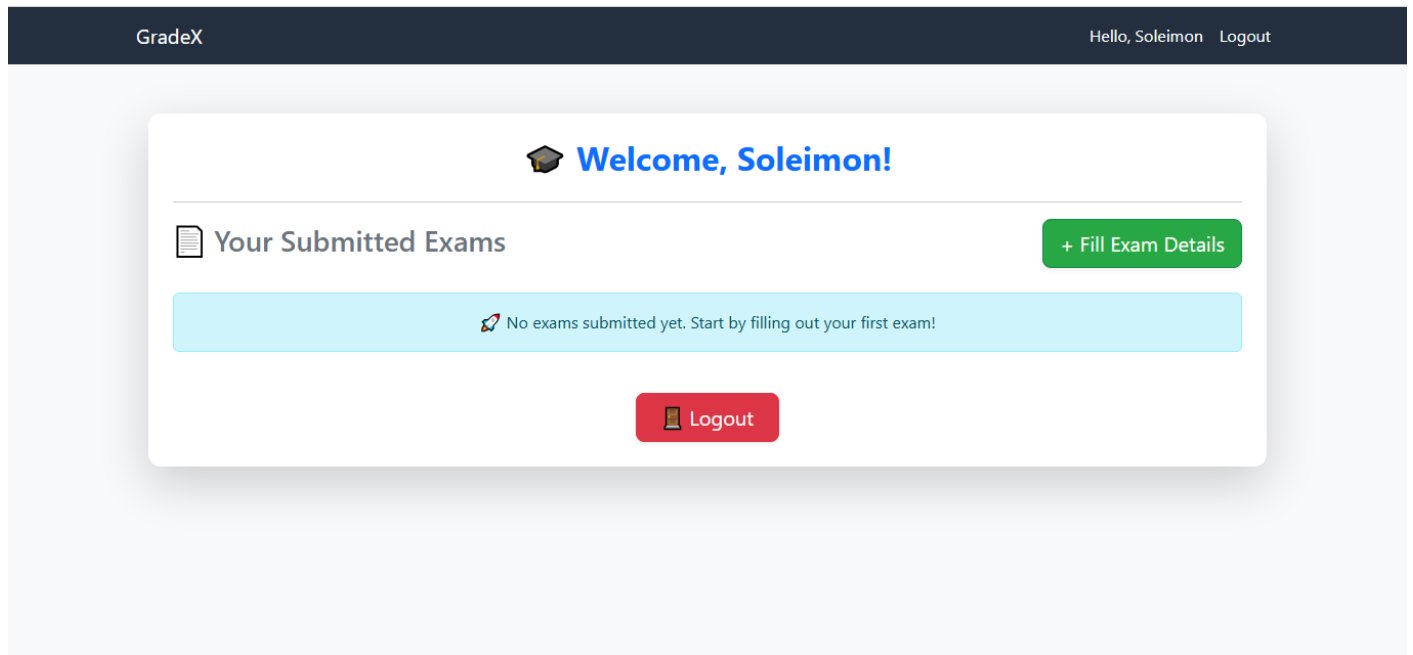 GradeX
Hello, Soleimon Logout
🎓 Welcome, Soleimon!
Your Submitted Exams
+ Fill Exam Details
🚀 No exams submitted yet. Start by filling out your first exam!
🚪 Logout